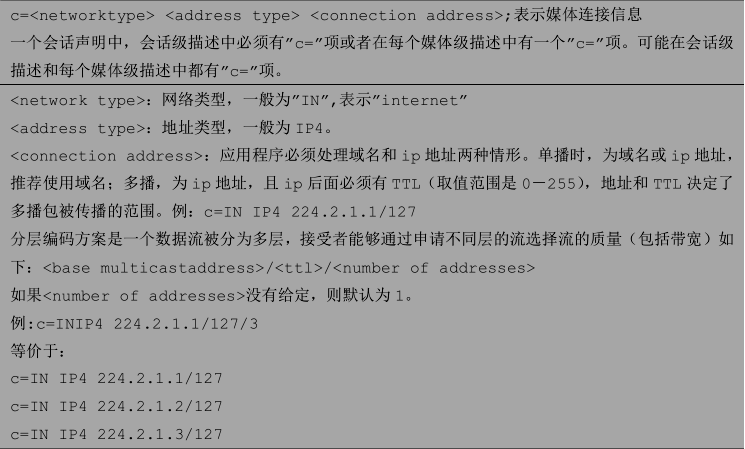 c=<networktype> <address type> <connection address>;表示媒体连接信息
一个会话声明中，会话级描述中必须有”c=”项或者在每个媒体级描述中有一个”c=”项。可能在会话级
描述和每个媒体级描述中都有”c=”项。
<network type>：网络类型，一般为”IN”,表示”internet”
<address type>：地址类型，一般为 IP4。
<connection address>：应用程序必须处理域名和 ip 地址两种情形。单播时，为域名或 ip 地址，
推荐使用域名；多播，为 ip 地址，且 ip 后面必须有 TTL（取值范围是 0－255），地址和 TTL 决定了
多播包被传播的范围。例：c=IN IP4 224.2.1.1/127
分层编码方案是一个数据流被分为多层，接受者能够通过申请不同层的流选择流的质量（包括带宽）如
下：<base multicastaddress>/<ttl>/<number of addresses>
如果<number of addresses>没有给定，则默认为 1。
例:c=INIP4 224.2.1.1/127/3
等价于：
c=IN IP4 224.2.1.1/127
c=IN IP4 224.2.1.2/127
c=IN IP4 224.2.1.3/127